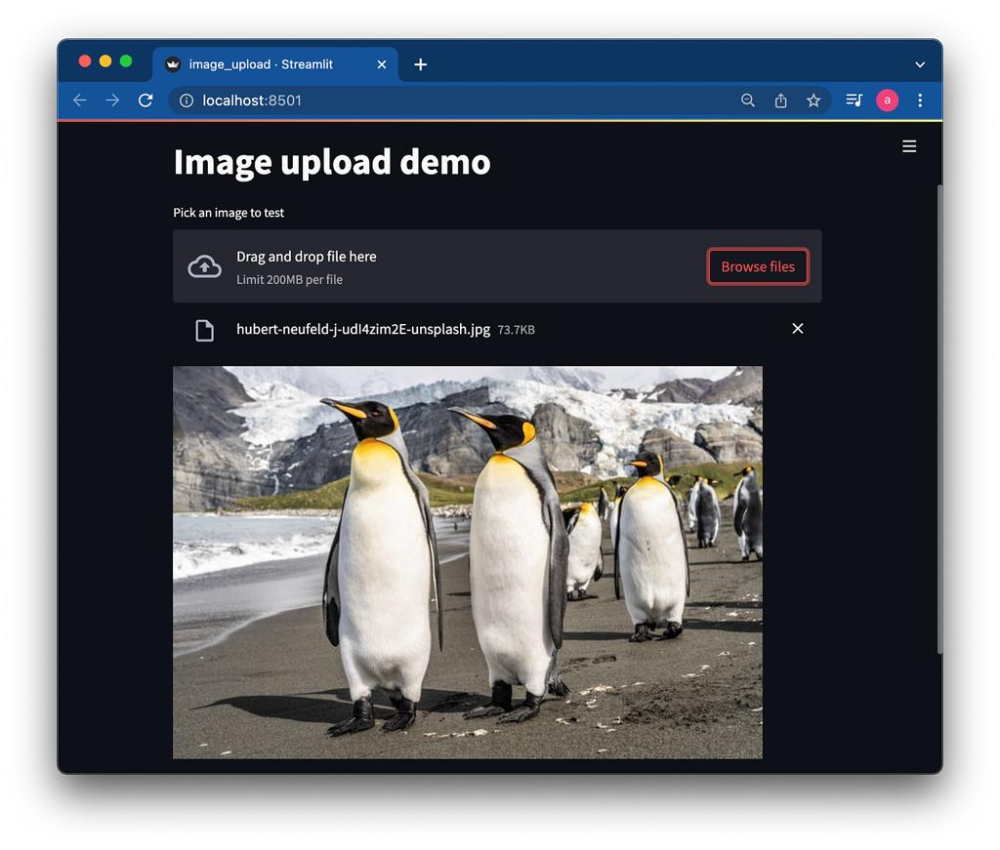 image_upload · Streamlit
localhost:8501
a
Image upload demo
Pick an image to test
Drag and drop file here
Limit 200MB per file
Browse files
hubert-neufeld-j-udI4zim2E-unsplash.jpg 73.7KB